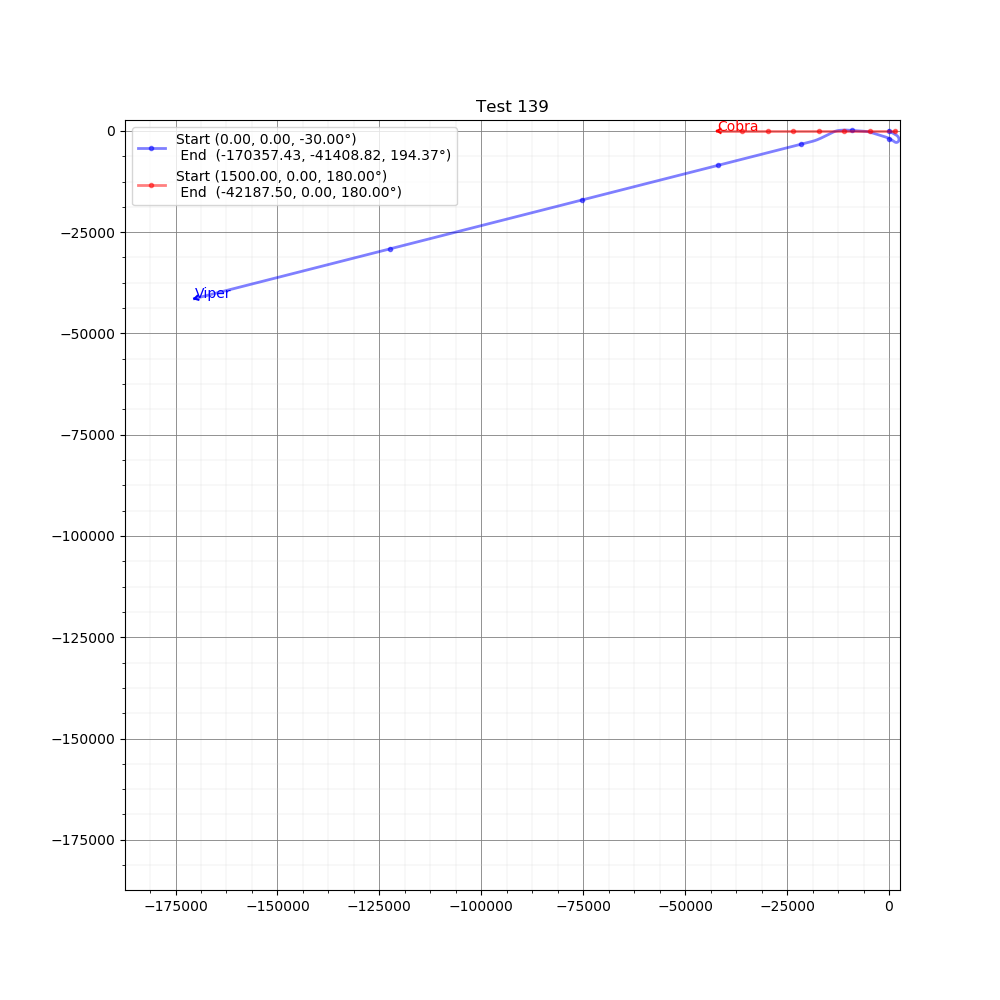 Test 139
Cobra
Start (0.00, 0.00, -30.00°)
End  (-170357.43, -41408.82, 194.37°)
Start (1500.00, 0.00, 180.00°)
End  (-42187.50, 0.00, 180.00°)
Viper
0
−25000
−50000
−75000
−100000
−125000
−150000
−175000
−175000 −150000 −125000 −100000 −75000 −50000 −25000 0